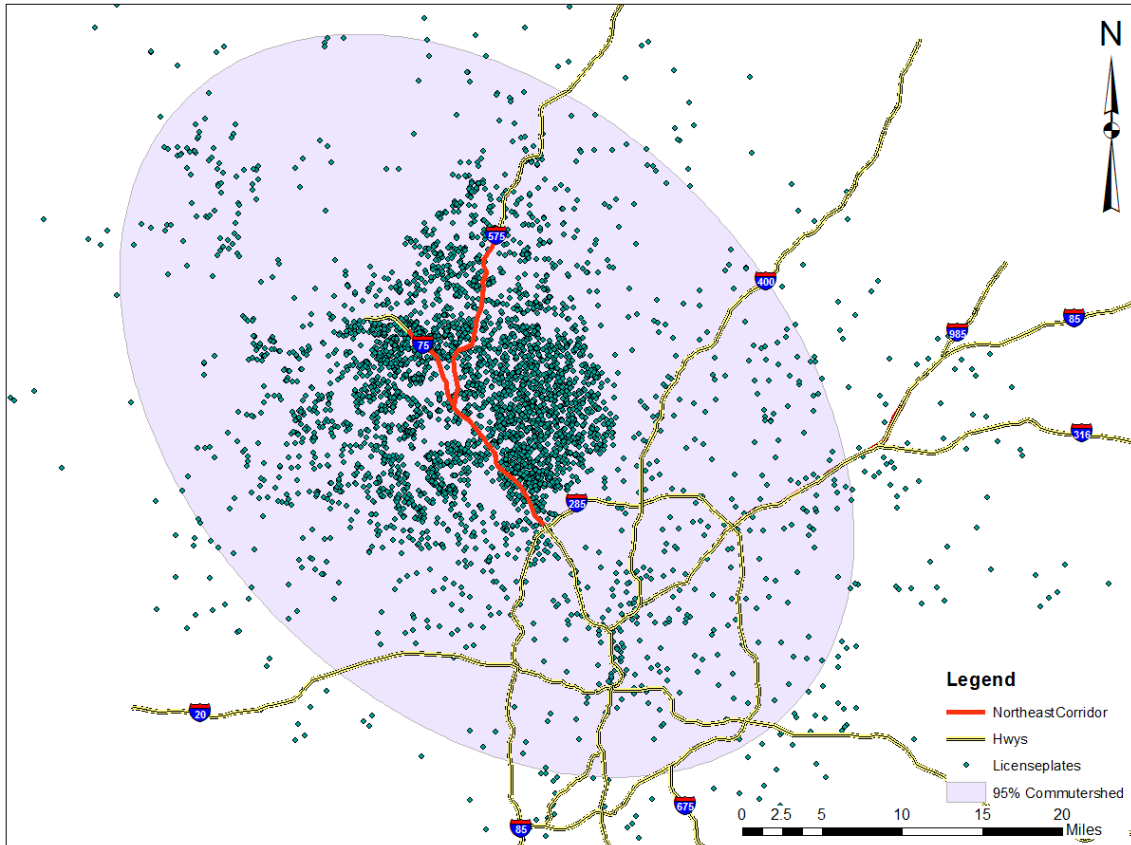 N
575
400
75
985
85
316
285
20
85
675
Legend
NortheastCorridor
Hwys
Licenseplates
95% Commutershed
0 2.5 5 10 15 20
Miles